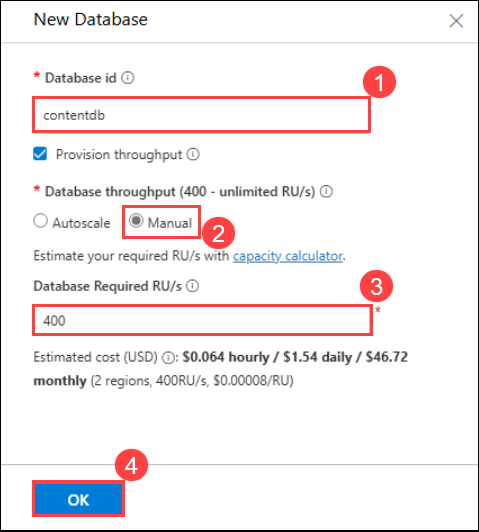 New Database
* Database id
1
contentdb
Provision throughput
* Database throughput (400 - unlimited RU/s)
Autoscale Manual
2
Estimate your required RU/s with capacity calculator.
Database Required RU/s
3
400 *
Estimated cost (USD) : $0.064 hourly / $1.54 daily / $46.72
monthly (2 regions, 400RU/s, $0.00008/RU)
4
OK